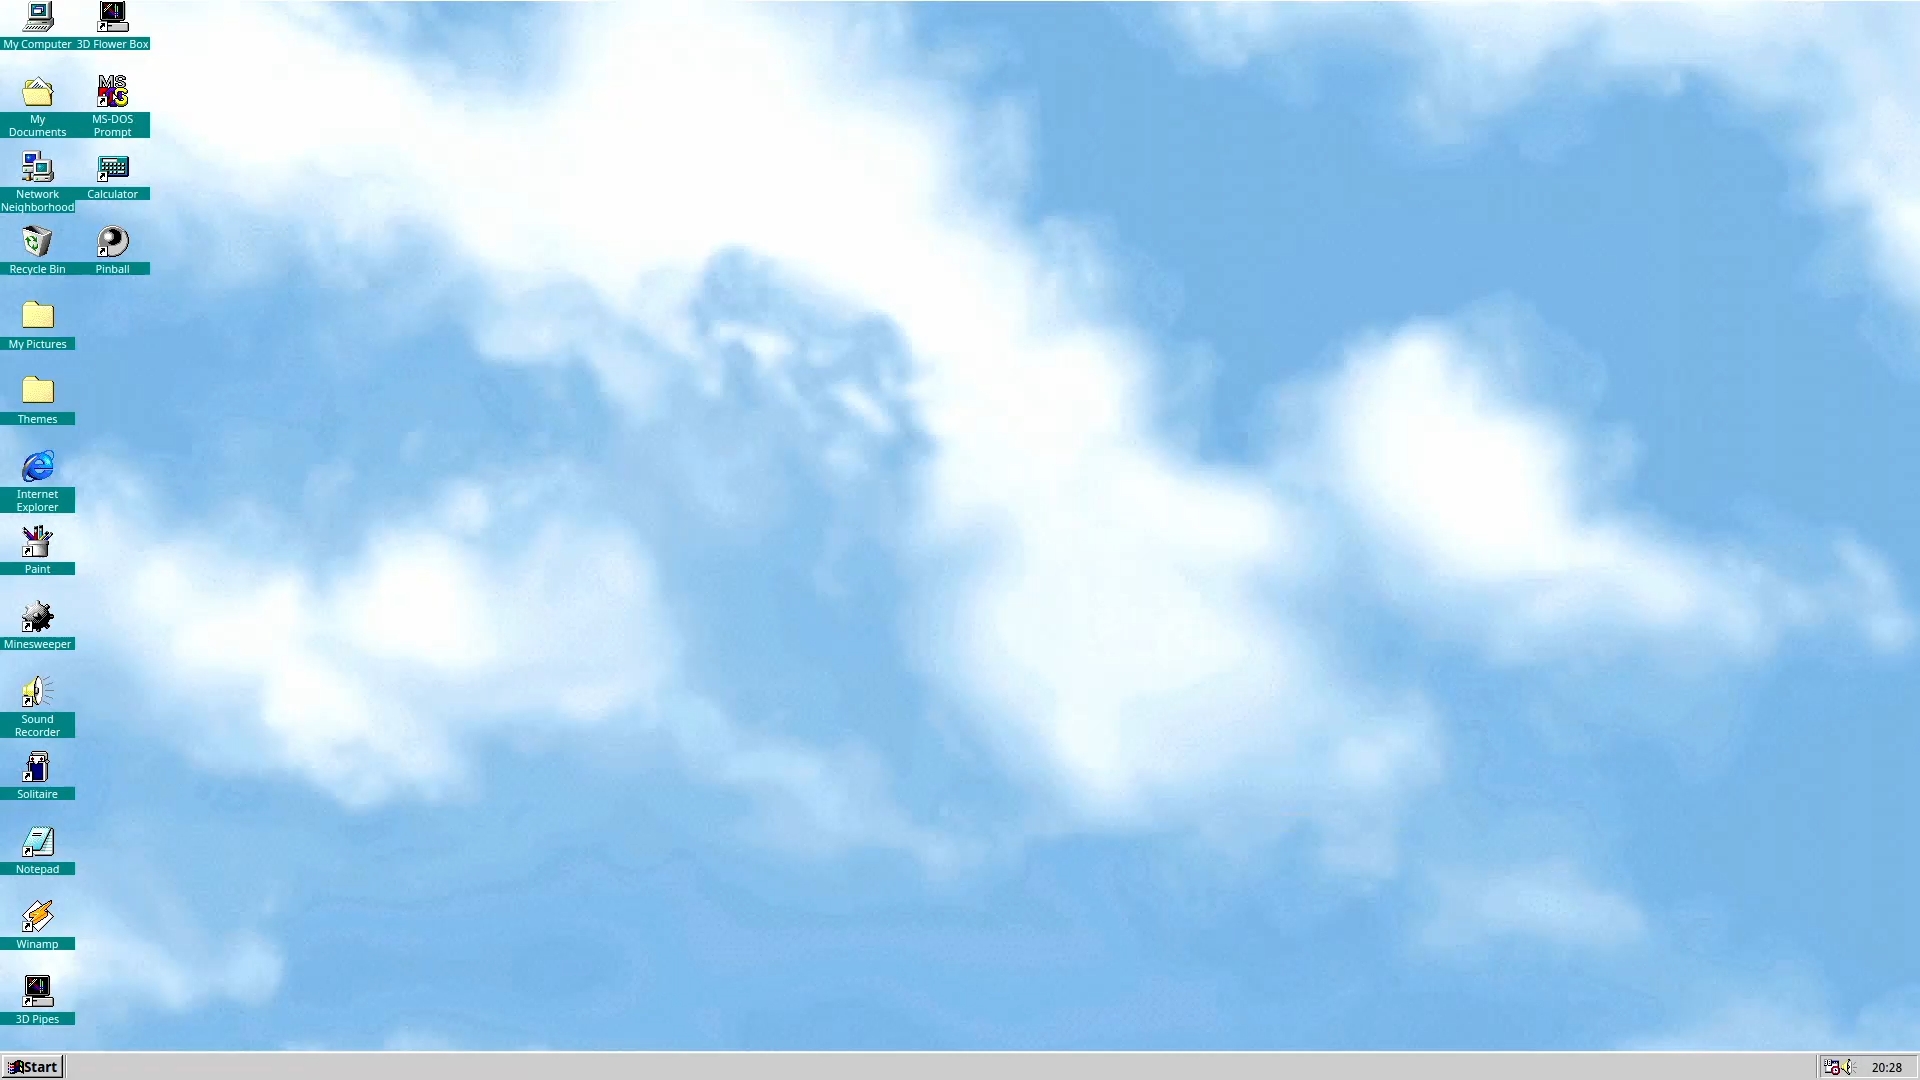 My Computer
3D Flower Box
My
Documents
MS-DOS
Prompt
Network
Neighborhood
Calculator
Recycle Bin
Pinball
My Pictures
Themes
Internet
Explorer
Paint
Minesweeper
Sound
Recorder
Solitaire
Notepad
Winamp
3D Pipes
Start
20:28